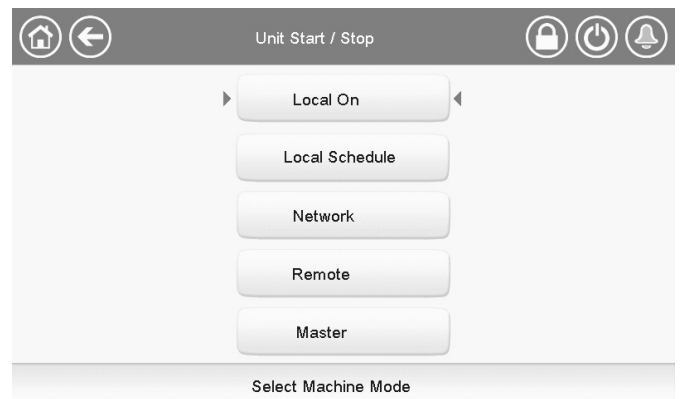 Unit Start / Stop
Local On
Local Schedule
Network
Remote
Master
Select Machine Mode